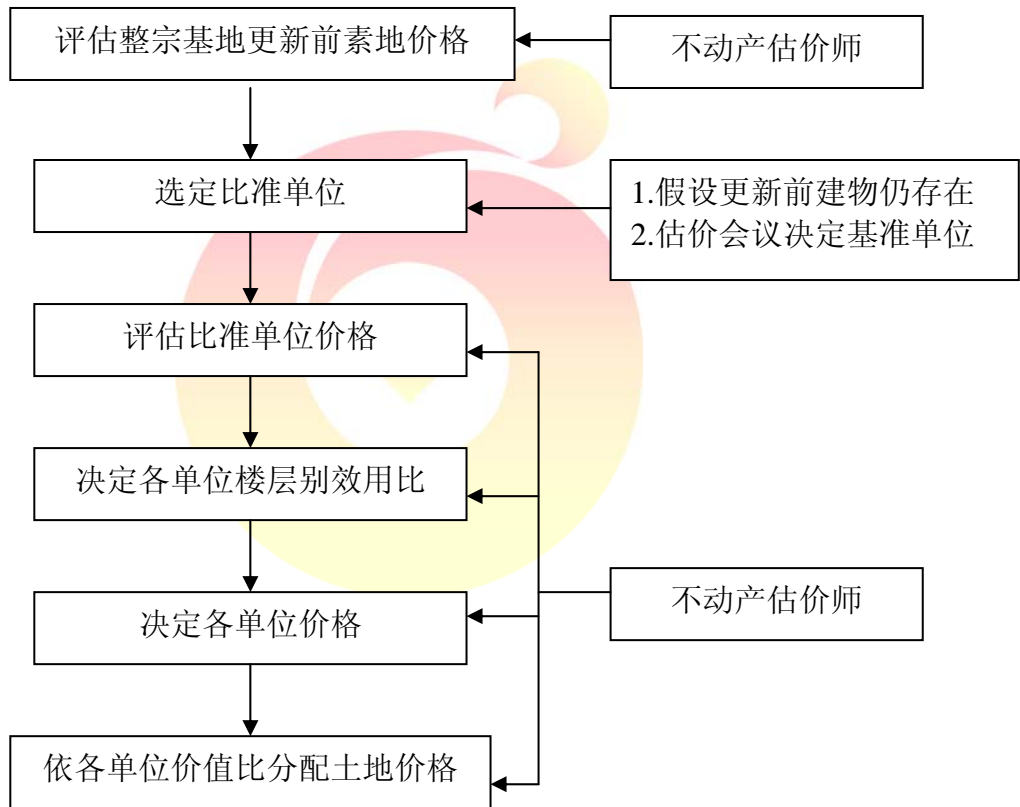 评估整宗基地更新前素地价格
不动产估价师
选定比准单位
1.假设更新前建物仍存在
2.估价会议决定基准单位
评估比准单位价格
决定各单位楼层别效用比
决定各单位价格
不动产估价师
依各单位价值比分配土地价格